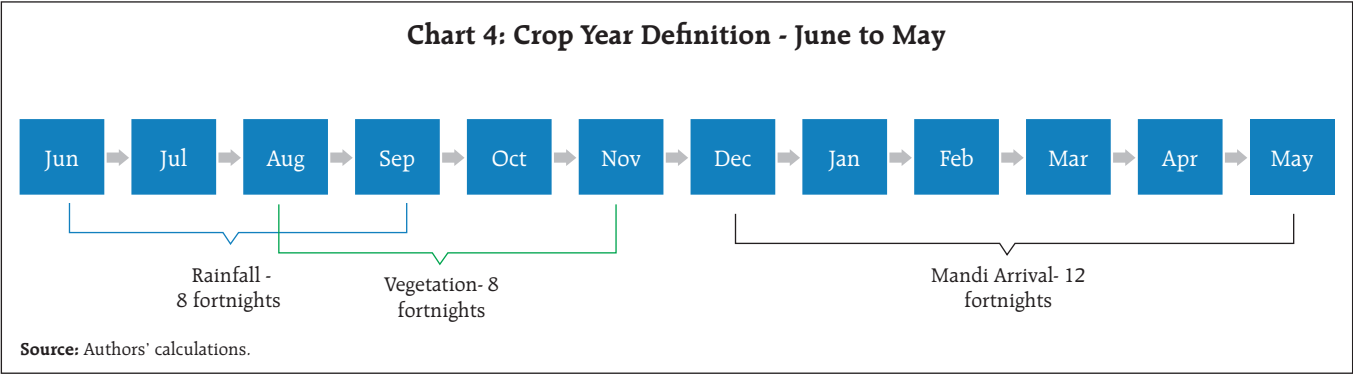 Chart 4: Crop Year Definition - June to May
Jun
Jul
Aug
Sep
Oct
Nov
Dec
Jan
Feb
Mar
Apr
May
Rainfall -
8 fortnights
Vegetation- 8
fortnights
Mandi Arrival- 12
fortnights
Source: Authors' calculations.